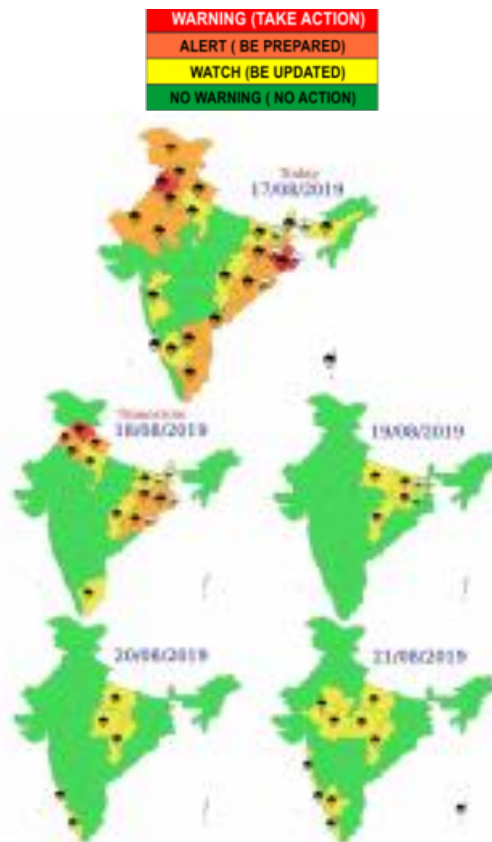 WARNING (TAKE ACTION)
ALERT ( BE PREPARED)
WATCH (BE UPDATED)
NO WARNING ( NO ACTION)
Today
17/08/2019
Tomorrow
18/08/2019
19/08/2019
20/08/2019
21/08/2019